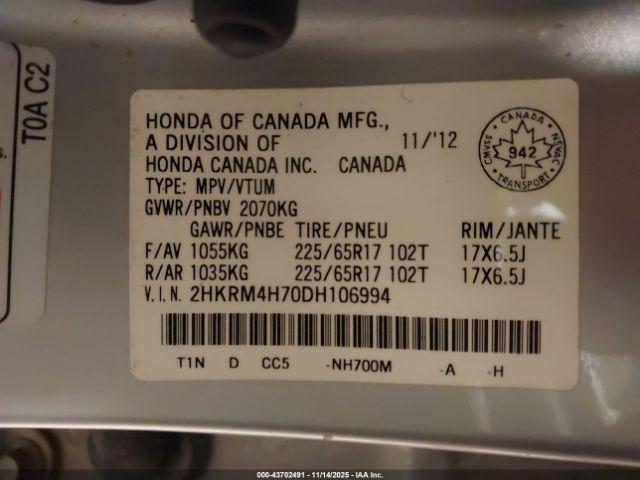 T0A C2
s.
HONDA OF CANADA MFG.,
A DIVISION OF 11/'12
HONDA CANADA INC. CANADA
TYPE: MPV/VTUM
GVWR/PNBV 2070KG
GAWR/PNBE TIRE/PNEU RIM/JANTE
F/AV 1055KG 225/65R17 102T 17X6.5J
R/AR 1035KG 225/65R17 102T 17X6.5J
V.I.N. 2HKRM4H70DH106994
T1N D CC5 -NH700M -A -H
CANADA
CMVSS
942
NSVAC
TRANSPORT
000-43702491 - 11/14/2025 - IAA Inc.